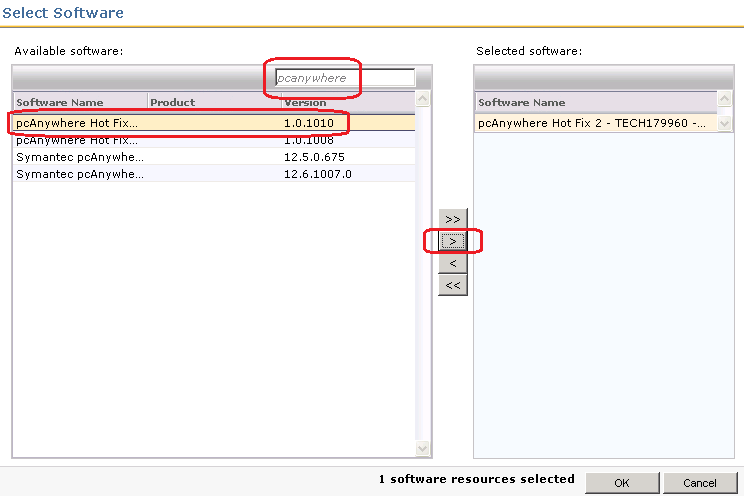 Select Software
Available software:
pcanywhere
Software Name Product Version
pcAnywhere Hot Fix... 1.0.1010
pcAnywhere Hot Fix... 1.0.1008
Symantec pcAnywhe... 12.5.0.675
Symantec pcAnywhe... 12.6.1007.0
>>
>
<
<<
Selected software:
Software Name
pcAnywhere Hot Fix 2 - TECH179960 -...
1 software resources selected
OK
Cancel